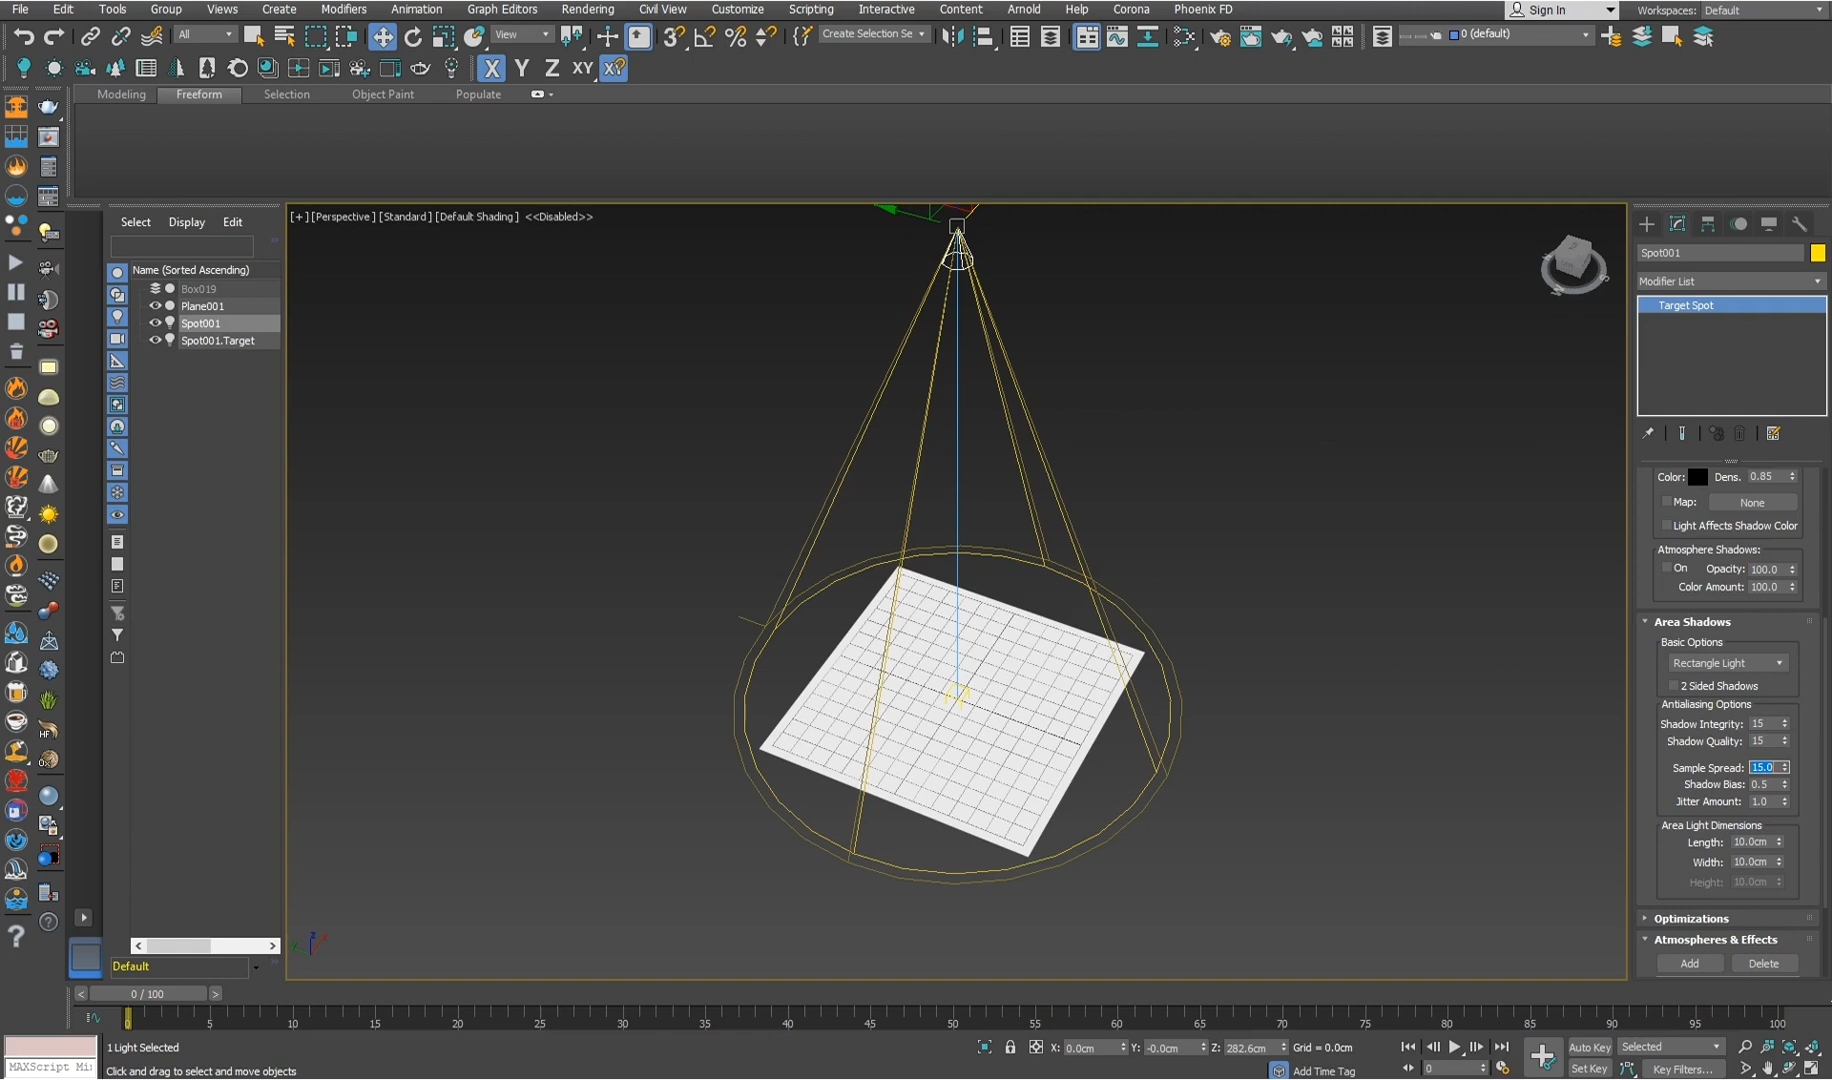 File Edit Tools Group Views Create Modifiers Animation Graph Editors Rendering Civil View Customize Scripting Interactive Content Arnold Help Corona Phoenix FD Sign In Workspaces: Default
All View Create Selection Se 0 (default)
X Y Z XY
Modeling Freeform Selection Object Paint Populate
Select Display Edit
Name (Sorted Ascending)
Box019
Plane001
Spot001
Spot001.Target
Default
[+] [Perspective] [Standard] [Default Shading] <<Disabled>>
Spot001
Modifier List
Target Spot
Color: Dens. 0.85
Map: None
Light Affects Shadow Color
Atmosphere Shadows:
On Opacity: 100.0
Color Amount: 100.0
Area Shadows
Basic Options
Rectangle Light
2 Sided Shadows
Antialiasing Options
Shadow Integrity: 15
Shadow Quality: 15
Sample Spread: 15.0
Shadow Bias: 0.5
Jitter Amount: 1.0
Area Light Dimensions
Length: 10.0cm
Width: 10.0cm
Height: 10.0cm
Optimizations
Atmospheres & Effects
Add Delete
0 / 100
0 5 10 15 20 25 30 35 40 45 50 55 60 65 70 75 80 85 90 95 100
1 Light Selected X: 0.0cm Y: -0.0cm Z: 282.6cm Grid = 0.0cm Auto Key Selected
MAXScript Mi: Click and drag to select and move objects Add Time Tag 0 Set Key Key Filters...